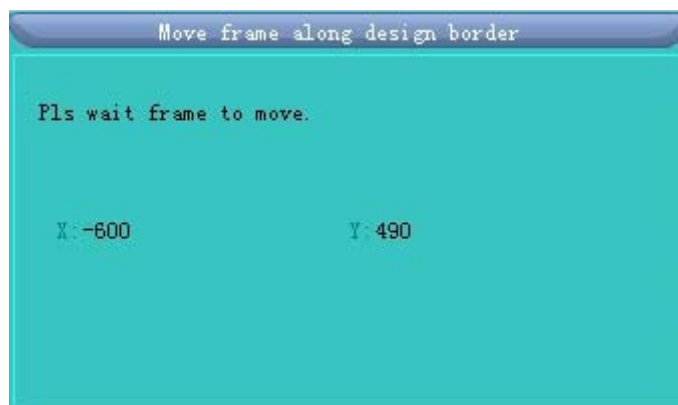 Move frame along design border
Pls wait frame to move.
X:-600 Y:490